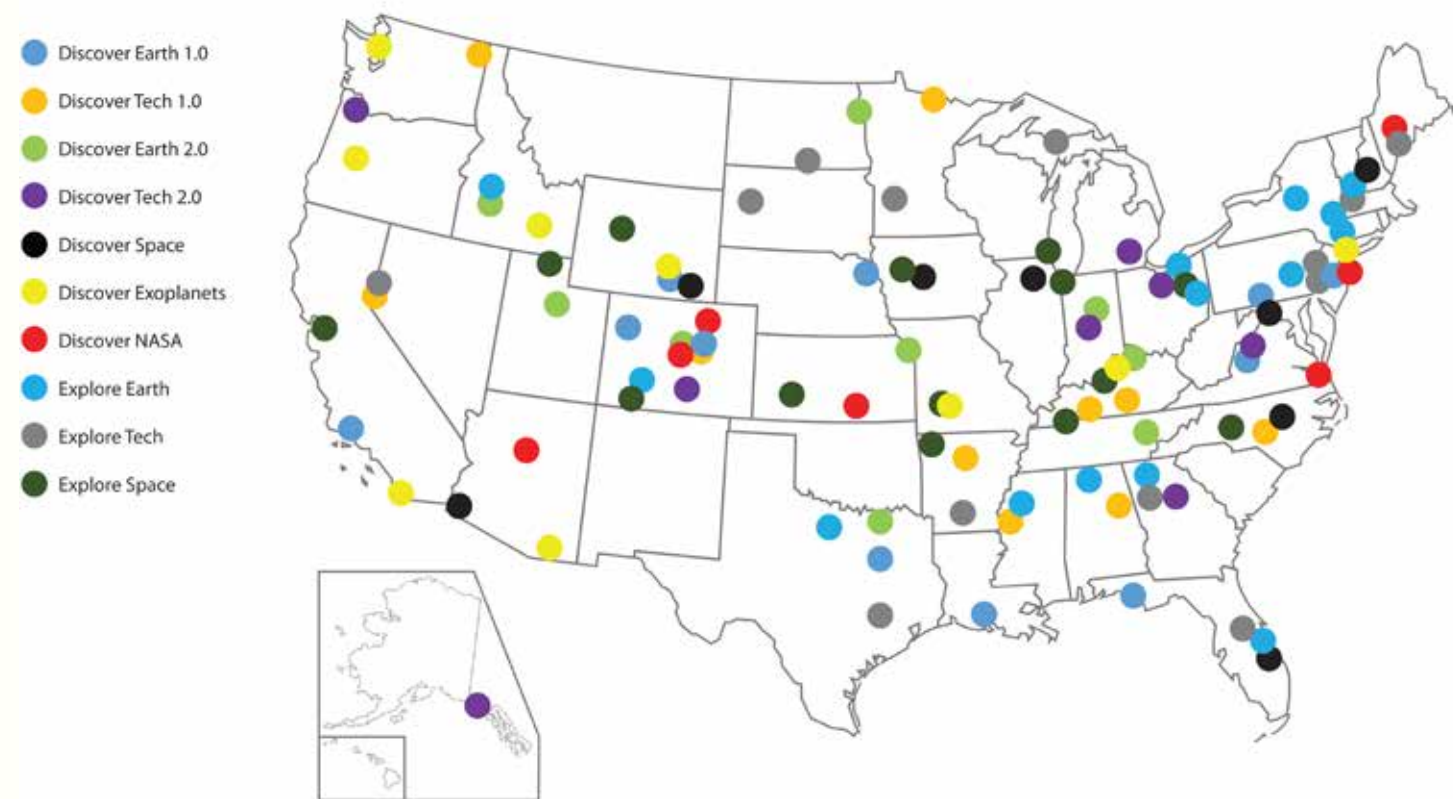 Discover Earth 1.0
Discover Tech 1.0
Discover Earth 2.0
Discover Tech 2.0
Discover Space
Discover Exoplanets
Discover NASA
Explore Earth
Explore Tech
Explore Space